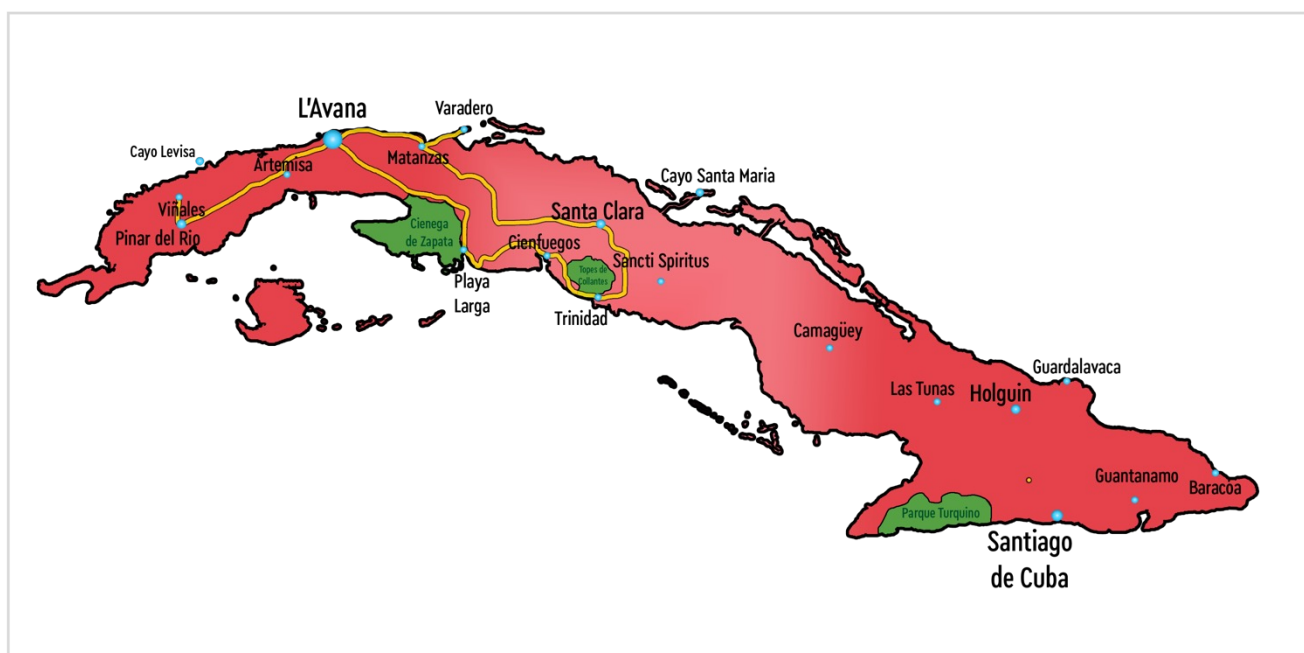 L'Avana
Varadero
Cayo Levisa
Artemisa
Matanzas
Cayo Santa Maria
Viñales
Pinar del Rio
Santa Clara
Cienega
de Zapata
Cienfuegos
Sancti Spiritus
Topes de
Collantes
Playa
Larga
Trinidad
Camagüey
Guardalavaca
Las Tunas
Holguin
Guantanamo
Baracoa
Parque Turquino
Santiago
de Cuba